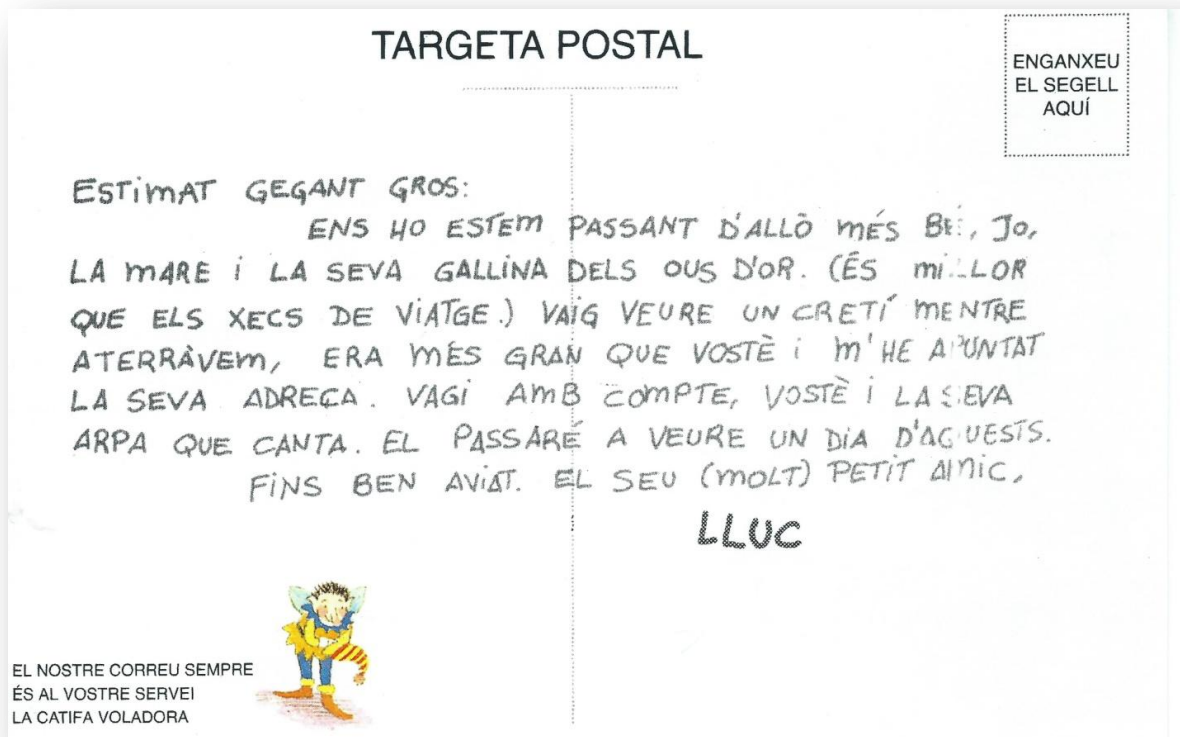 TARGETA POSTAL
ENGANXEU
EL SEGELL
AQUÍ
ESTIMAT GEGANT GROS:
ENS HO ESTEM PASSANT D'ALLÒ MÉS BÉ, JO,
LA MARE I LA SEVA GALLINA DELS OUS D'OR. (ÉS MILLOR
QUE ELS XECS DE VIATGE.) VAIG VEURE UN CRETÍ MENTRE
ATERRÀVEM, ERA MÉS GRAN QUE VOSTÈ I M'HE APUNTAT
LA SEVA ADREÇA. VAGI AMB COMPTE, VOSTÈ I LA SEVA
ARPA QUE CANTA. EL PASSARÉ A VEURE UN DIA D'AQUESTS.
FINS BEN AVIAT. EL SEU (MOLT) PETIT AMIC,
LLUC
EL NOSTRE CORREU SEMPRE
ÉS AL VOSTRE SERVEI
LA CATIFA VOLADORA